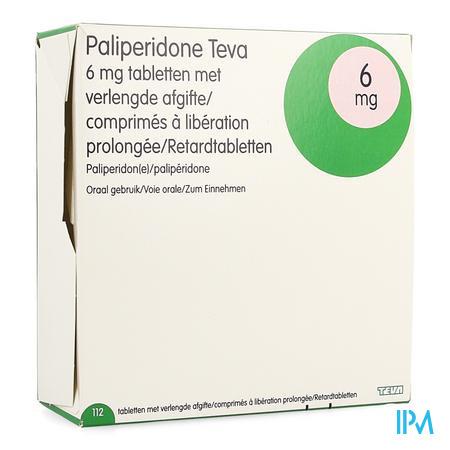 Paliperidone Teva
6 mg tabletten met
verlengde afgifte/
comprimés à libération
prolongée/Retardtabletten
Paliperidon(e)/palipéridone
Oraal gebruik/Voie orale/Zum Einnehmen
6
mg
112 tabletten met verlengde afgifte/comprimés à libération prolongée/Retardtabletten
TEVA
IPM